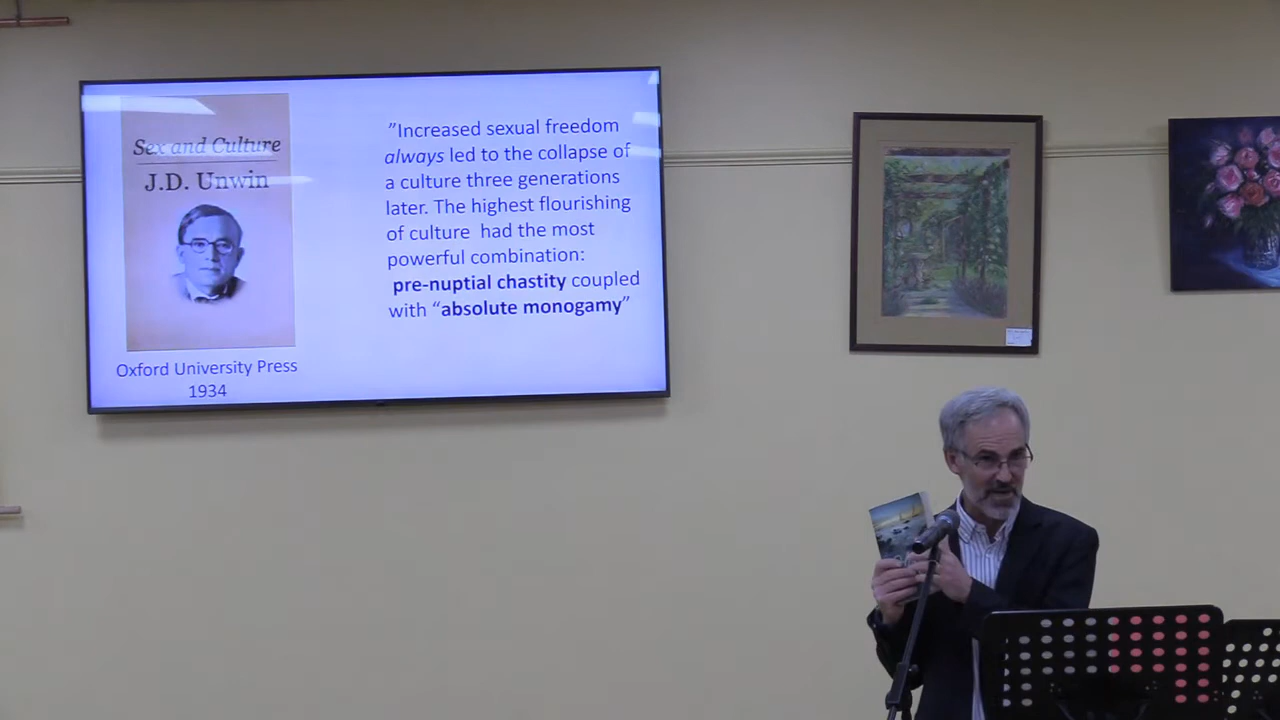 Sex and Culture
J.D. Unwin
Oxford University Press
1934
”Increased sexual freedom
always led to the collapse of
a culture three generations
later. The highest flourishing
of culture had the most
powerful combination:
pre-nuptial chastity coupled
with “absolute monogamy”